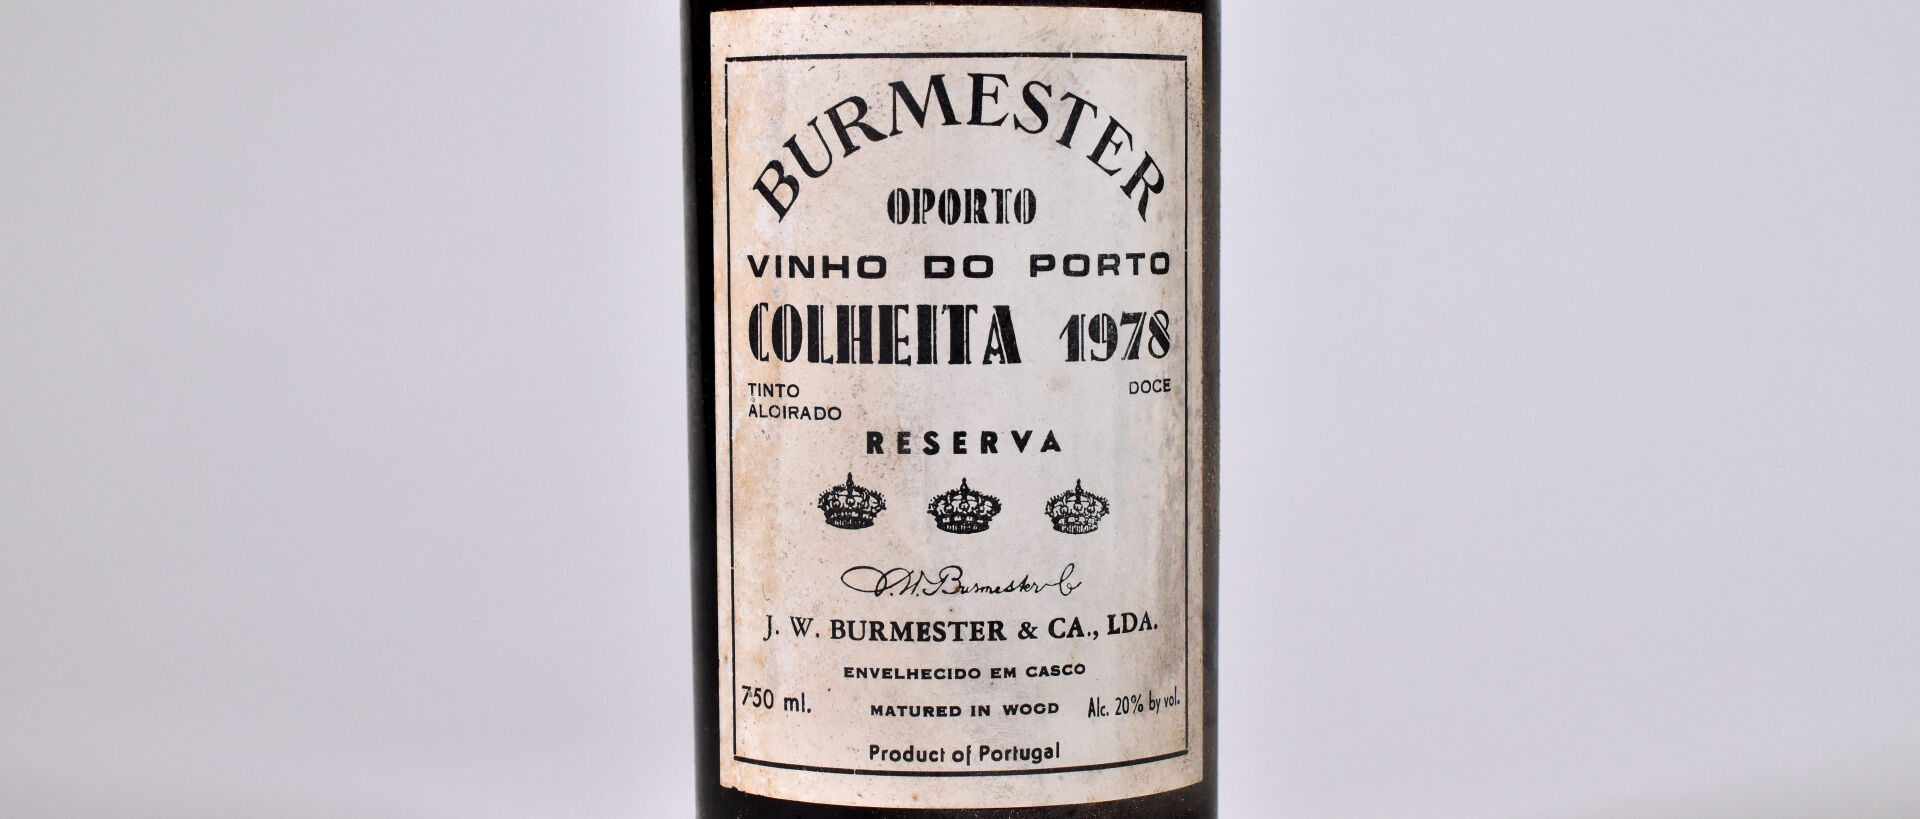 BURMESTER
OPORTO
VINHO DO PORTO
COLHEITA 1978
TINTO DOCE
ALOIRADO
RESERVA
J. W. Burmester & C
J. W. BURMESTER & CA., LDA.
ENVELHECIDO EM CASCO
750 ml. MATURED IN WOOD Alc. 20% by vol.
Product of Portugal